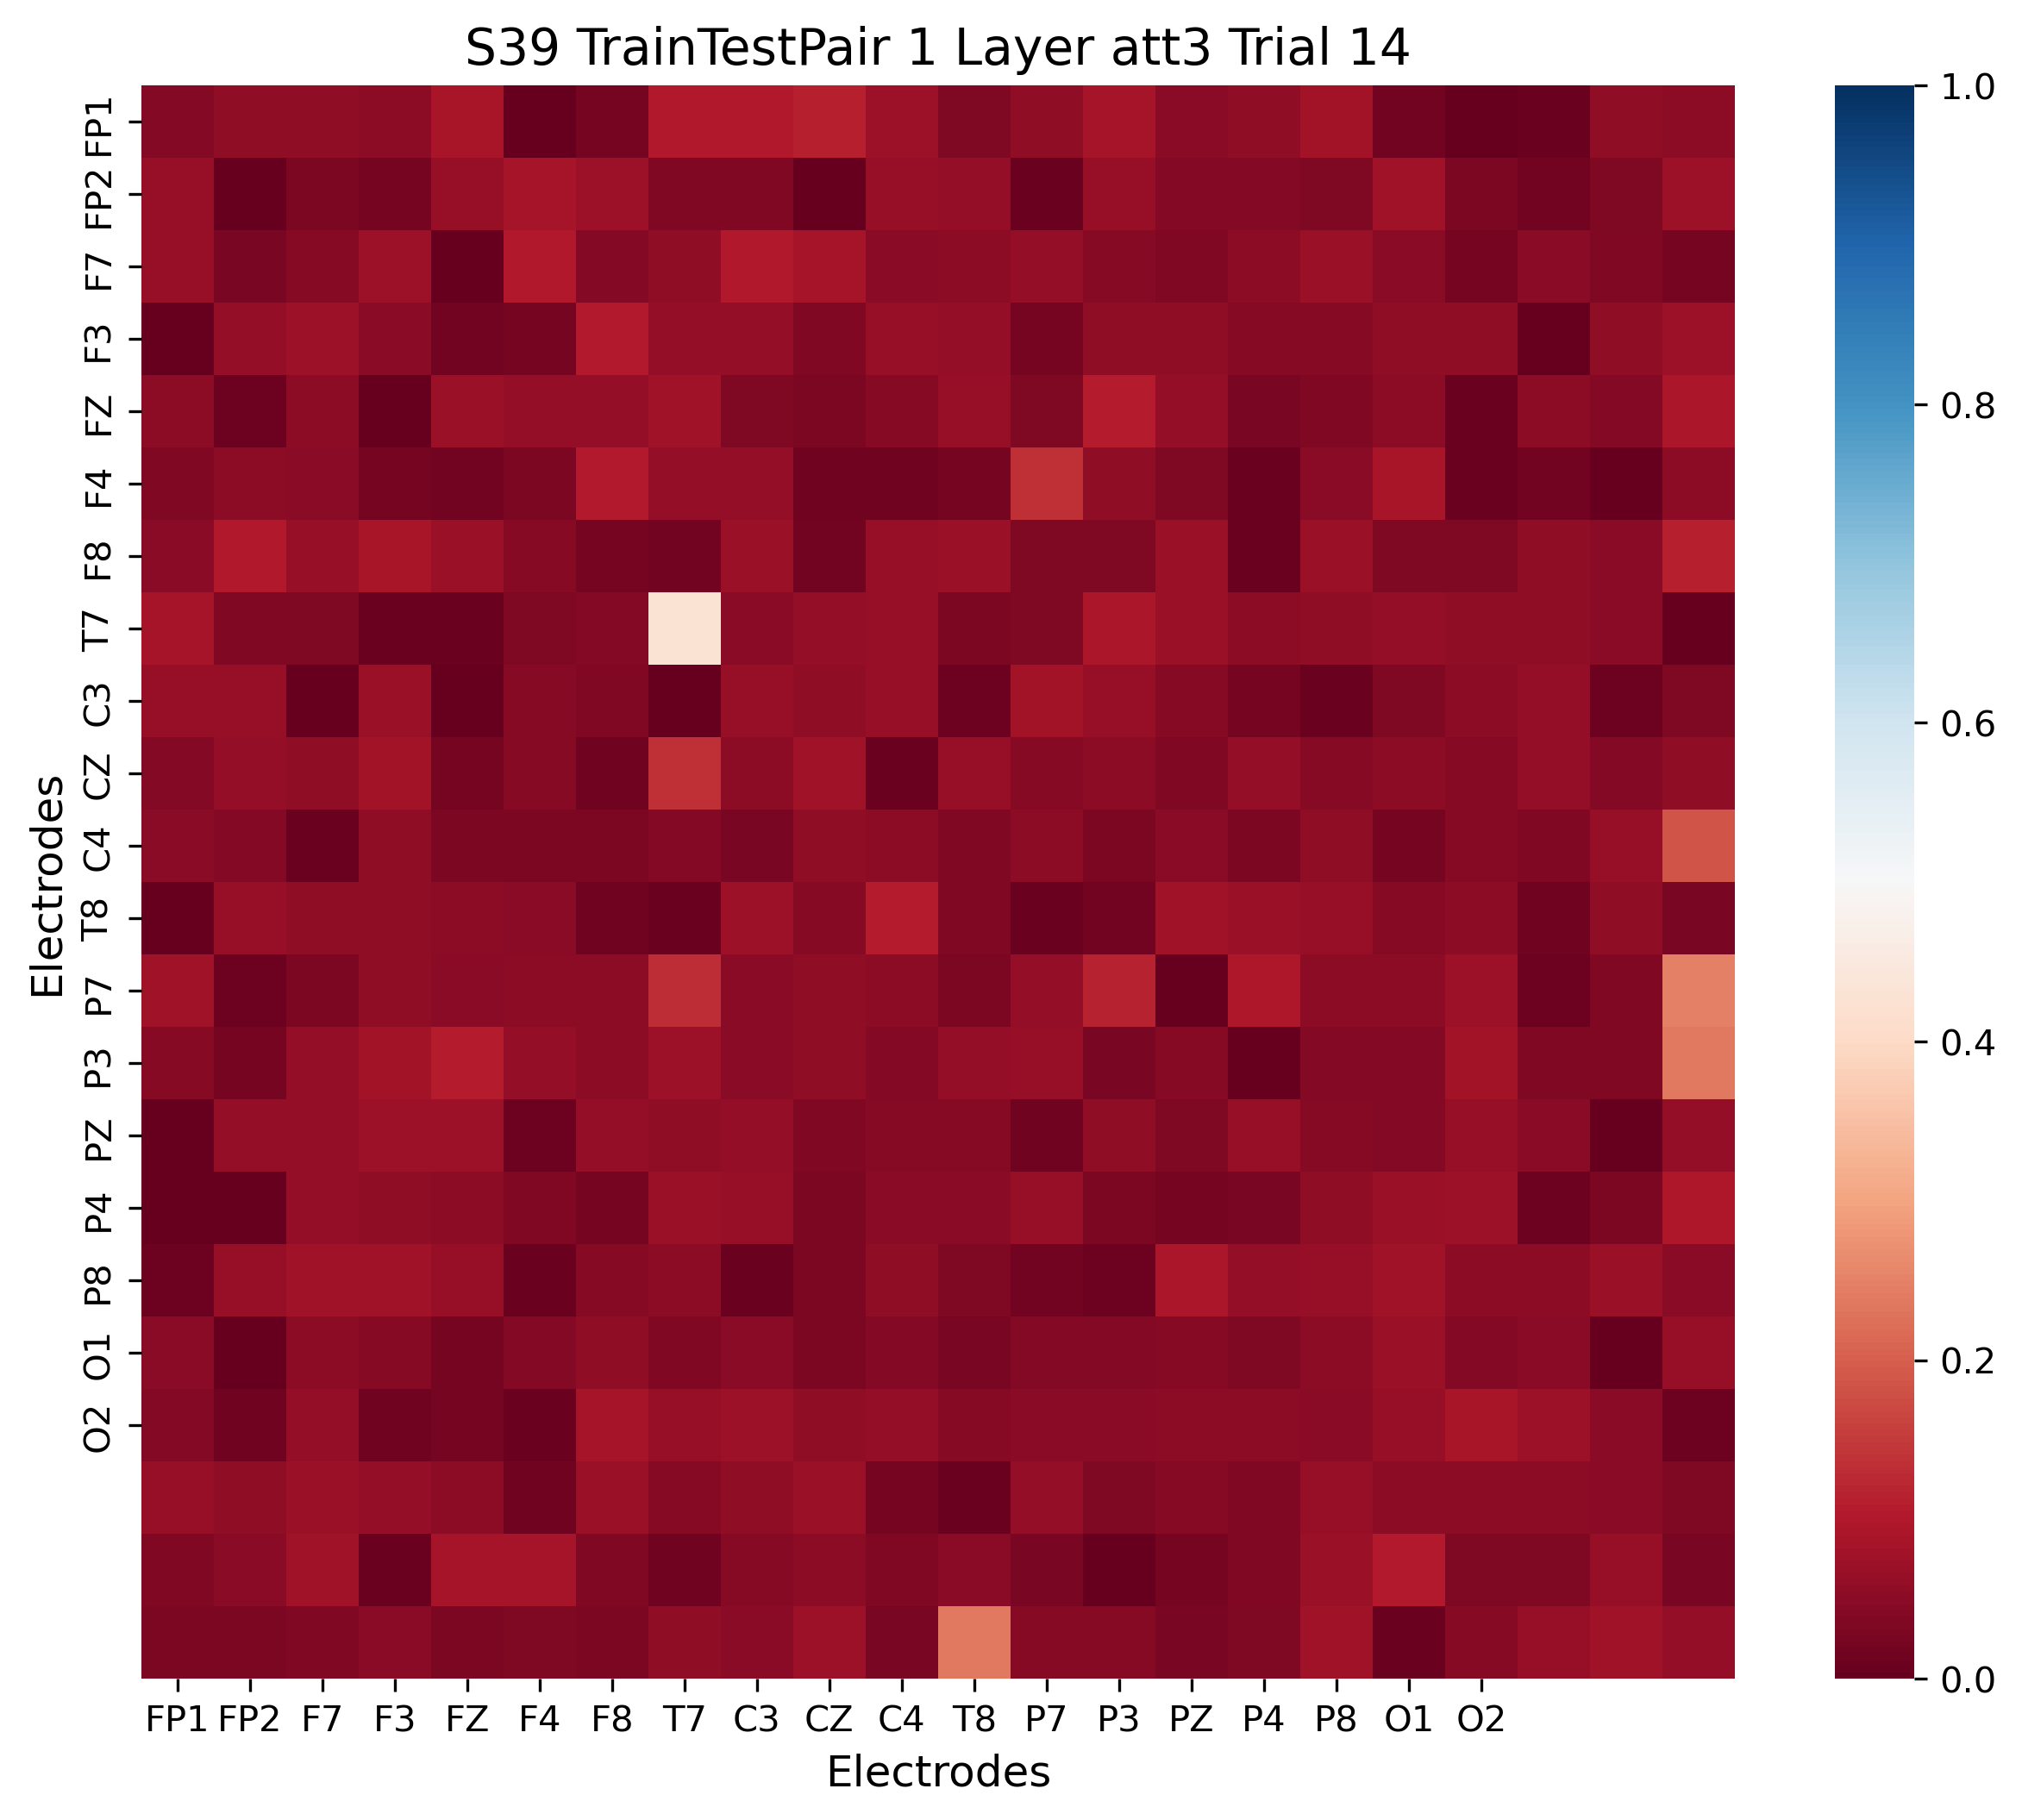 S39 TrainTestPair 1 Layer att3 Trial 14
Electrodes
FP1
FP2
F7
F3
FZ
F4
F8
T7
C3
CZ
C4
T8
P7
P3
PZ
P4
P8
O1
O2
FP1 FP2 F7 F3 FZ F4 F8 T7 C3 CZ C4 T8 P7 P3 PZ P4 P8 O1 O2
Electrodes
1.0
0.8
0.6
0.4
0.2
0.0